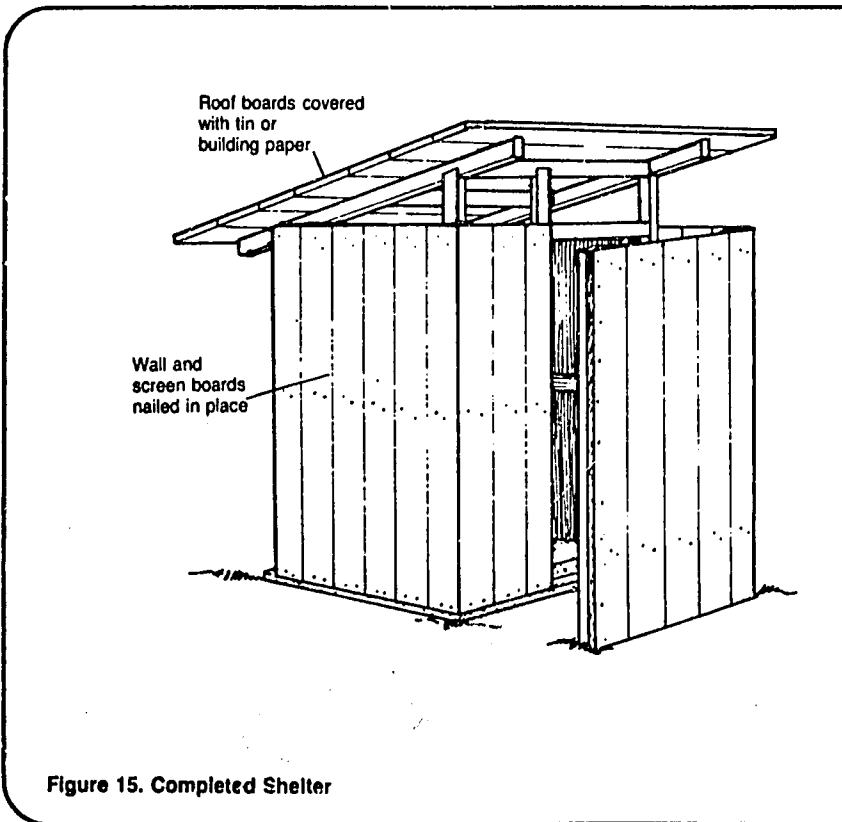 Roof boards covered
with tin or
building paper
Wall and
screen boards
nailed in place
Figure 15. Completed Shelter